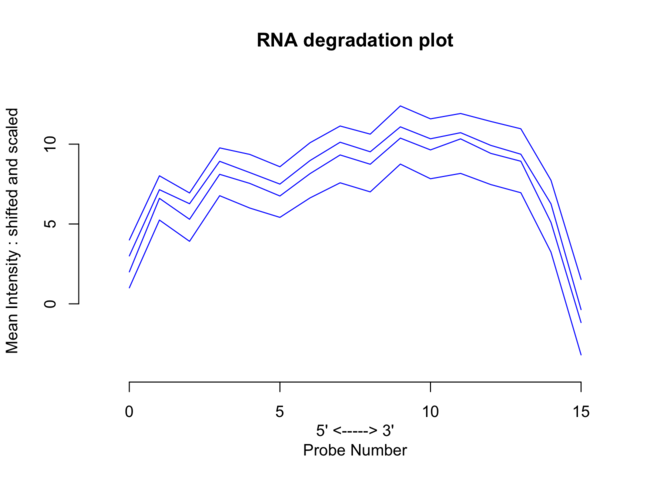 RNA degradation plot
Mean Intensity : shifted and scaled
10
5
0
0 5 10 15
5' <-----> 3'
Probe Number